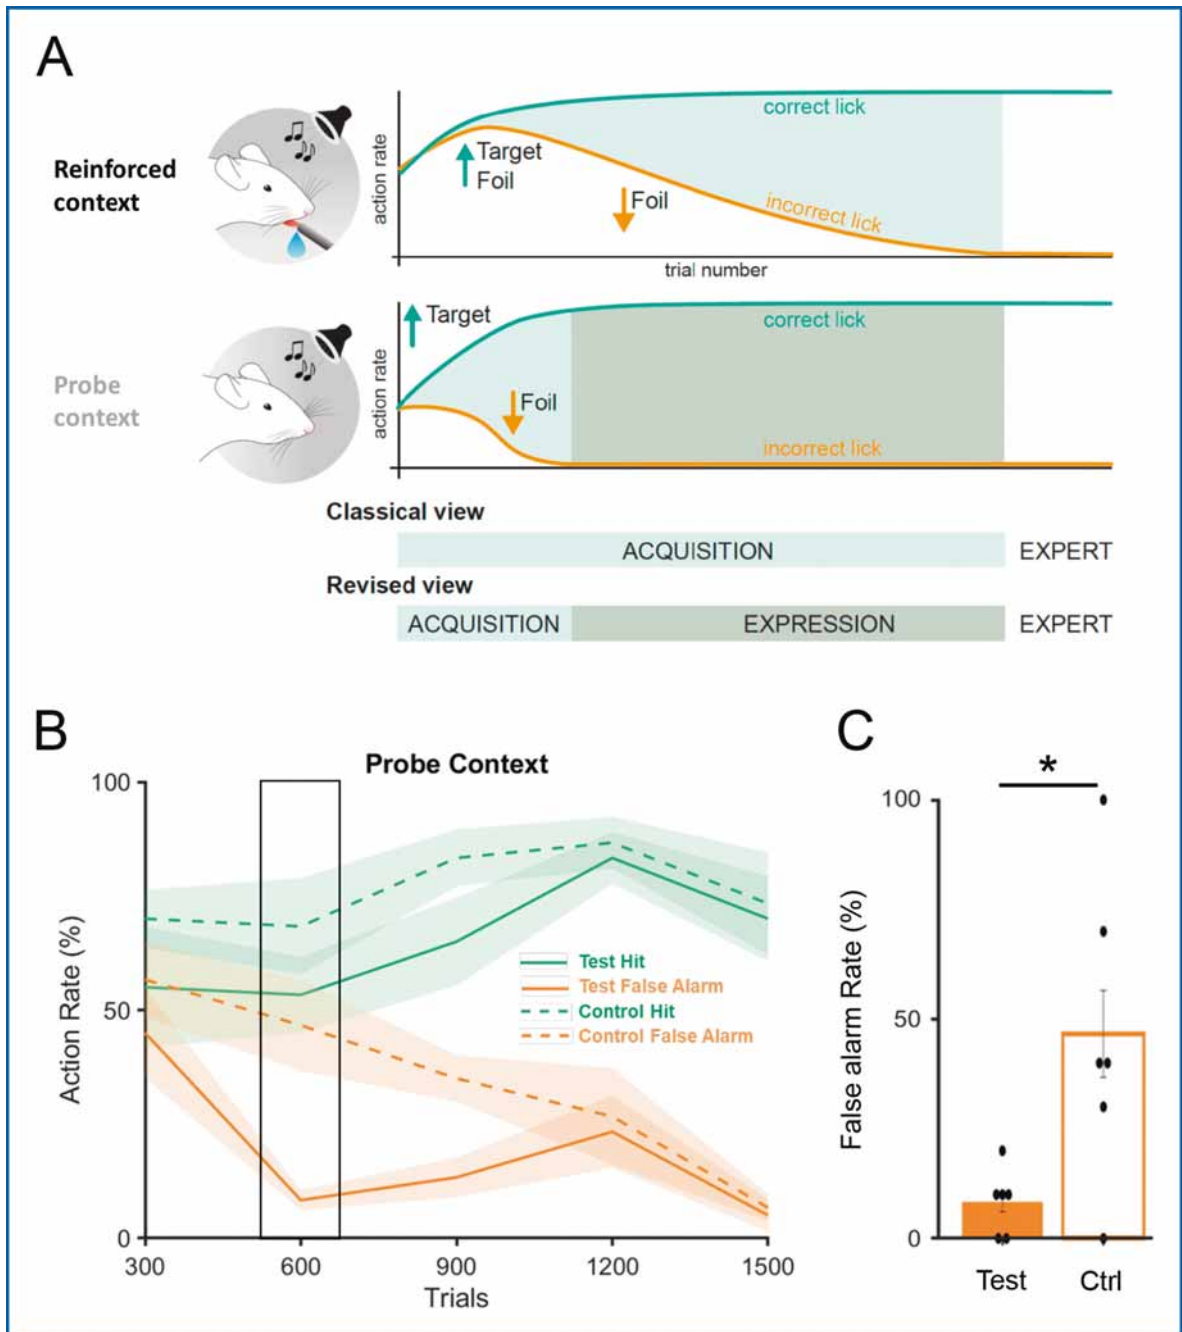 A
Reinforced
context
action rate
correct lick
Target
Foil
Foil
incorrect lick
trial number
Probe
context
action rate
Target
correct lick
Foil
incorrect lick
Classical view
ACQUISITION
EXPERT
Revised view
ACQUISITION
EXPRESSION
EXPERT
B
Probe Context
Action Rate (%)
100
50
0
Test Hit
Test False Alarm
Control Hit
Control False Alarm
300
600
900
1200
1500
Trials
C
*
False alarm Rate (%)
100
50
0
Test
Ctrl